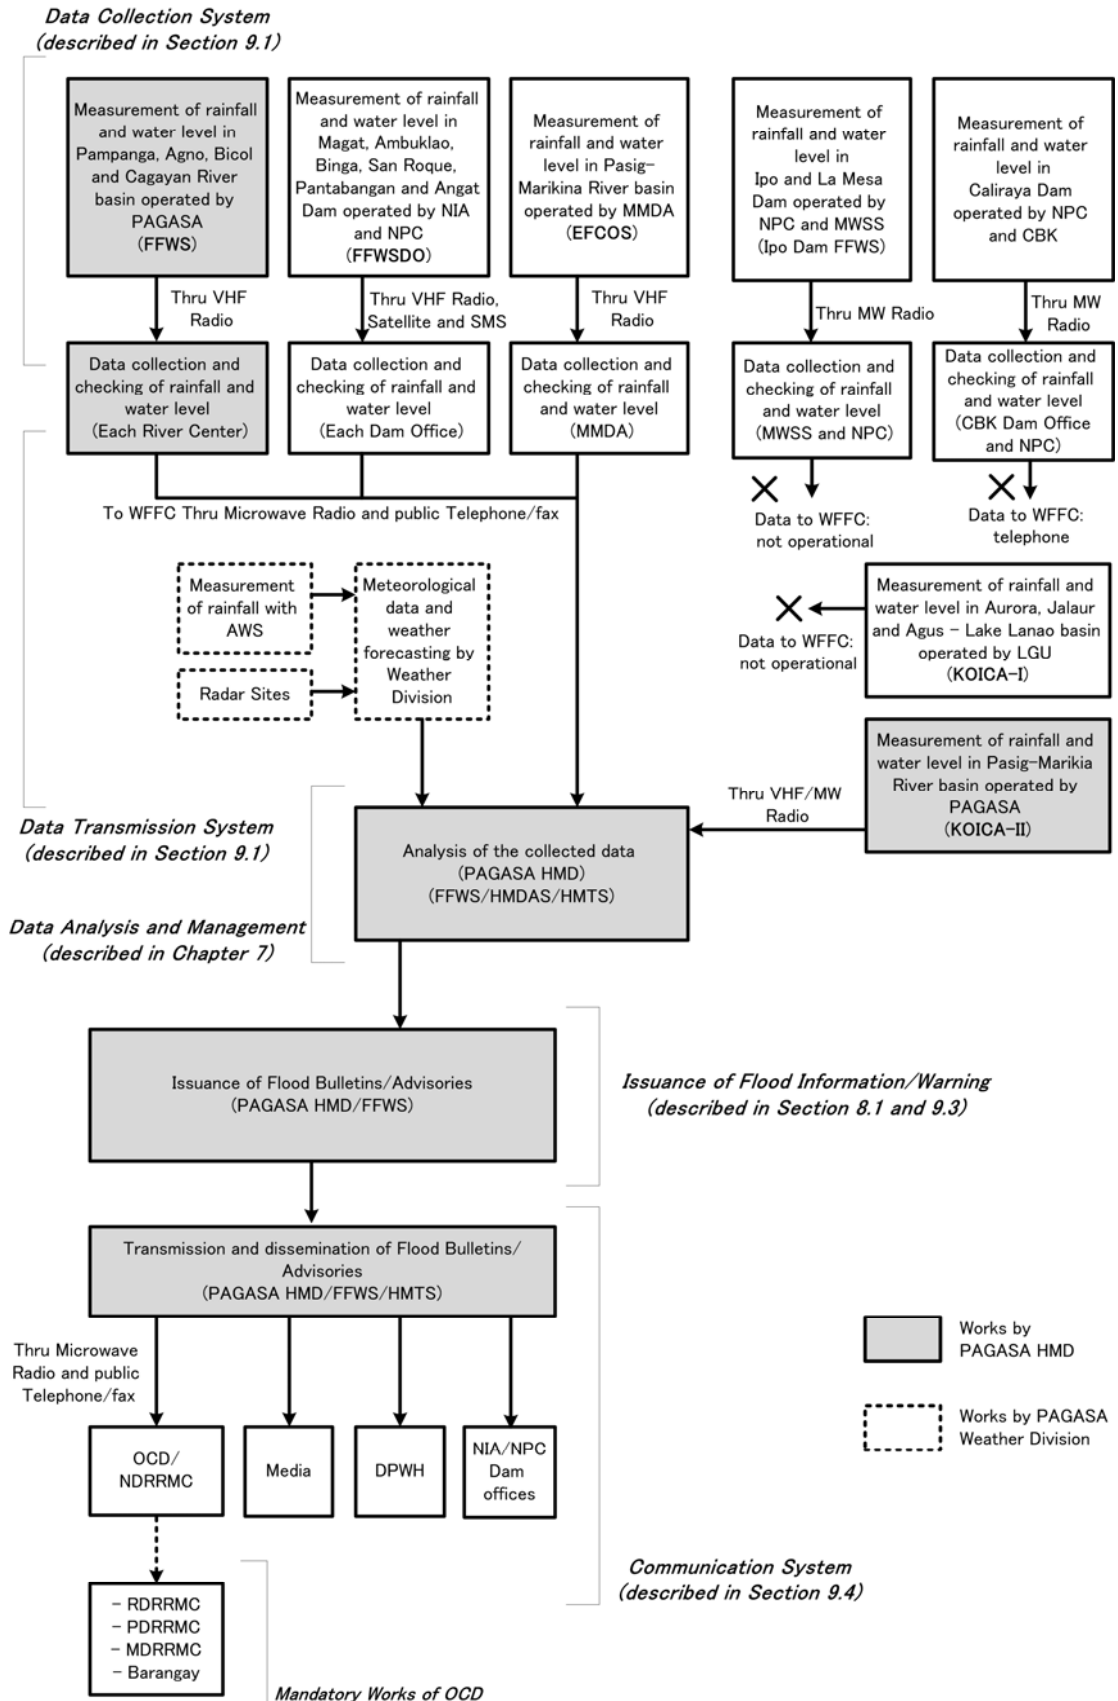 Data Collection System
(described in Section 9.1)
Measurement of rainfall
and water level in
Pampanga, Agno, Bicol
and Cagayan River
basin operated by
PAGASA
(FFWS)
Measurement of rainfall
and water level in
Magat, Ambuklao,
Binga, San Roque,
Pantabangan and Angat
Dam operated by NIA
and NPC
(FFWSDO)
Measurement of
rainfall and water
level in Pasig-
Marikina River basin
operated by MMDA
(EFCOS)
Measurement of
rainfall and water
level in
Ipo and La Mesa
Dam operated by
NPC and MWSS
(Ipo Dam FFWS)
Measurement of
rainfall and water
level in
Caliraya Dam
operated by NPC
and CBK
Thru VHF
Radio
Thru VHF Radio,
Satellite and SMS
Thru VHF
Radio
Thru MW Radio
Thru MW
Radio
Data collection and
checking of rainfall and
water level
(Each River Center)
Data collection and
checking of rainfall and
water level
(Each Dam Office)
Data collection and
checking of rainfall
and water level
(MMDA)
Data collection and
checking of rainfall
and water level
(MWSS and NPC)
Data collection and
checking of rainfall
and water level
(CBK Dam Office
and NPC)
To WFFC Thru Microwave Radio and public Telephone/fax
Data to WFFC:
not operational
Data to WFFC:
telephone
Measurement
of rainfall with
AWS
Radar Sites
Meteorological
data and
weather
forecasting by
Weather
Division
Data to WFFC:
not operational
Measurement of rainfall and
water level in Aurora, Jalaur
and Agus - Lake Lanao basin
operated by LGU
(KOICA-I)
Measurement of rainfall and
water level in Pasig-Marikia
River basin operated by
PAGASA
(KOICA-II)
Thru VHF/MW
Radio
Data Transmission System
(described in Section 9.1)
Analysis of the collected data
(PAGASA HMD)
(FFWS/HMDAS/HMTS)
Data Analysis and Management
(described in Chapter 7)
Issuance of Flood Bulletins/Advisories
(PAGASA HMD/FFWS)
Issuance of Flood Information/Warning
(described in Section 8.1 and 9.3)
Transmission and dissemination of Flood Bulletins/
Advisories
(PAGASA HMD/FFWS/HMTS)
Thru Microwave
Radio and public
Telephone/fax
Works by
PAGASA HMD
Works by PAGASA
Weather Division
OCD/
NDRRMC
Media
DPWH
NIA/NPC
Dam
offices
Communication System
(described in Section 9.4)
- RDRRMC
- PDRRMC
- MDRRMC
- Barangay
Mandatory Works of OCD